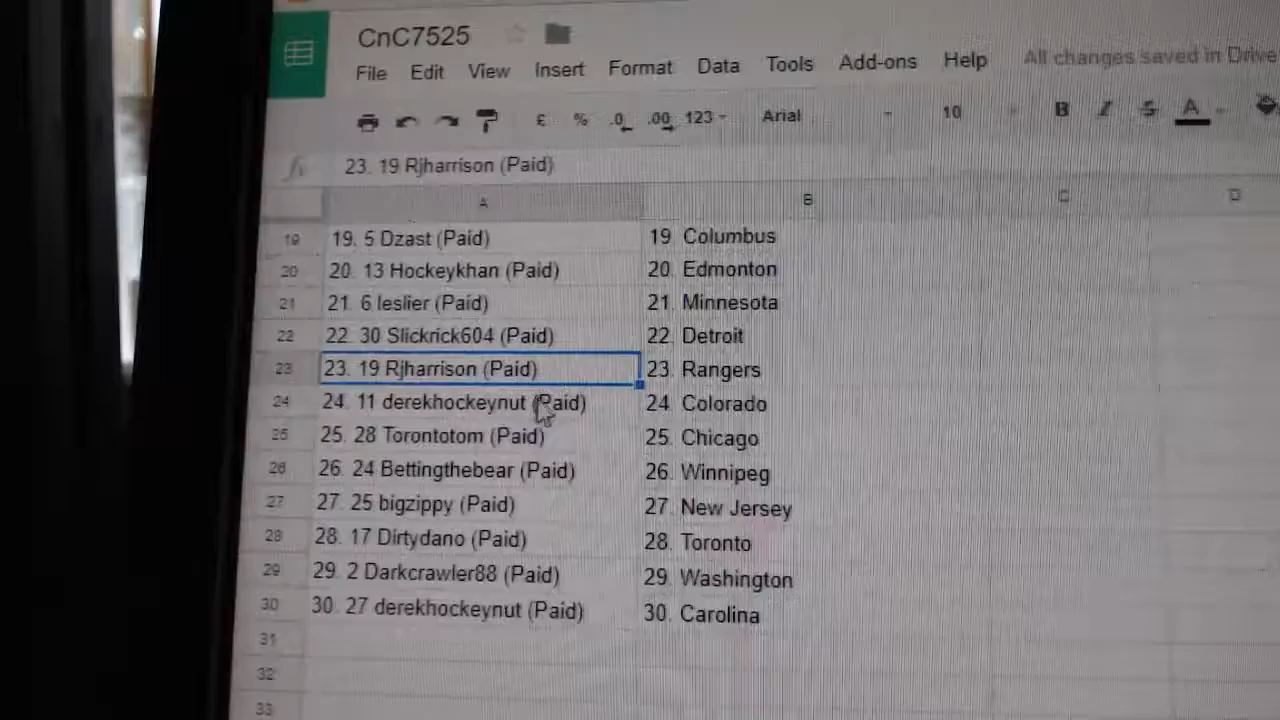 CnC7525
File Edit View Insert Format Data Tools Add-ons Help All changes saved in Drive
£ % .0 .00 123 Arial 10 B I S A
fx 23. 19 Rjharrison (Paid)
A B C D
19 19. 5 Dzast (Paid) 19. Columbus
20 20. 13 Hockeykhan (Paid) 20. Edmonton
21 21. 6 leslier (Paid) 21. Minnesota
22 22. 30 Slickrick604 (Paid) 22. Detroit
23 23. 19 Rjharrison (Paid) 23. Rangers
24 24. 11 derekhockeynut (Paid) 24. Colorado
25 25. 28 Torontotom (Paid) 25. Chicago
26 26. 24 Bettingthebear (Paid) 26. Winnipeg
27 27. 25 bigzippy (Paid) 27. New Jersey
28 28. 17 Dirtydano (Paid) 28. Toronto
29 29. 2 Darkcrawler88 (Paid) 29. Washington
30 30. 27 derekhockeynut (Paid) 30. Carolina
31
32
33